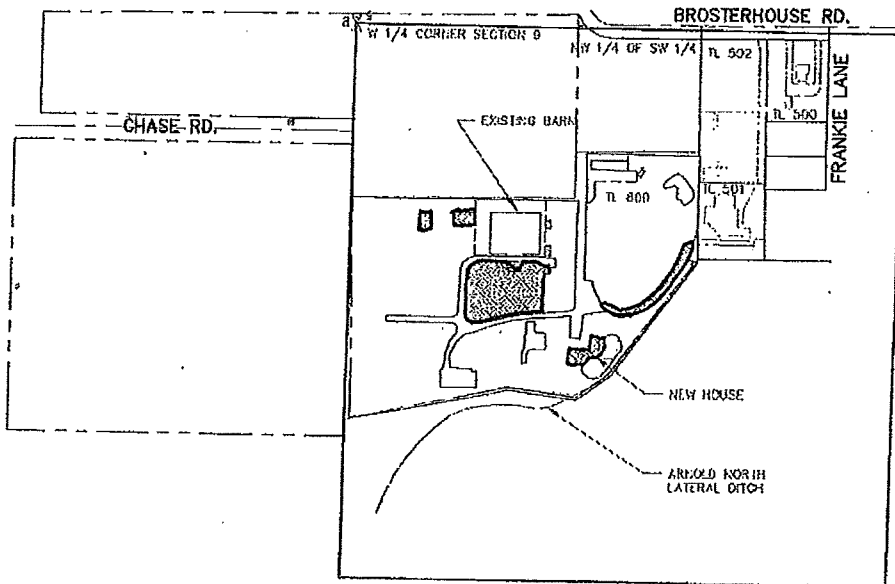 BROSTERHOUSE RD.
a
W 1/4 CORNER SECTION 9
NW 1/4 OF SW 1/4
TL 502
FRANKIE LANE
TL 500
CHASE RD.
EXISTING BARN
TL 501
TL 800
NEW HOUSE
ARNOLD NORTH
LATERAL DITCH